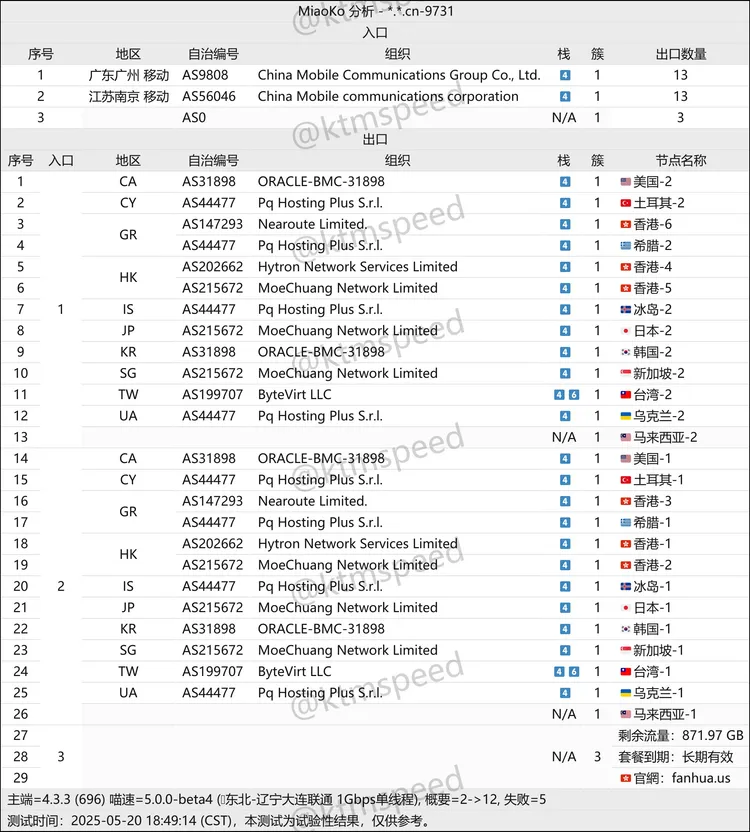 MiaoKo 分析 - *.*.cn-9731
入口
序号 地区 自治编号 组织 栈 簇 出口数量
1 广东广州 移动 AS9808 China Mobile Communications Group Co., Ltd. 4 1 13
2 江苏南京 移动 AS56046 China Mobile communications corporation 4 1 13
3 AS0 N/A 1 3
出口
序号 入口 地区 自治编号 组织 栈 簇 节点名称
1 CA AS31898 ORACLE-BMC-31898 4 1 美国-2
2 CY AS44477 Pq Hosting Plus S.r.l. 4 1 土耳其-2
3 GR AS147293 Nearoute Limited. 4 1 香港-6
4 AS44477 Pq Hosting Plus S.r.l. 4 1 希腊-2
5 HK AS202662 Hytron Network Services Limited 4 1 香港-4
6 AS215672 MoeChuang Network Limited 4 1 香港-5
7 1 IS AS44477 Pq Hosting Plus S.r.l. 4 1 冰岛-2
8 JP AS215672 MoeChuang Network Limited 4 1 日本-2
9 KR AS31898 ORACLE-BMC-31898 4 1 韩国-2
10 SG AS215672 MoeChuang Network Limited 4 1 新加坡-2
11 TW AS199707 ByteVirt LLC 4 6 1 台湾-2
12 UA AS44477 Pq Hosting Plus S.r.l. 4 1 乌克兰-2
13 N/A 1 马来西亚-2
14 CA AS31898 ORACLE-BMC-31898 4 1 美国-1
15 CY AS44477 Pq Hosting Plus S.r.l. 4 1 土耳其-1
16 GR AS147293 Nearoute Limited. 4 1 香港-3
17 AS44477 Pq Hosting Plus S.r.l. 4 1 希腊-1
18 HK AS202662 Hytron Network Services Limited 4 1 香港-1
19 AS215672 MoeChuang Network Limited 4 1 香港-2
20 2 IS AS44477 Pq Hosting Plus S.r.l. 4 1 冰岛-1
21 JP AS215672 MoeChuang Network Limited 4 1 日本-1
22 KR AS31898 ORACLE-BMC-31898 4 1 韩国-1
23 SG AS215672 MoeChuang Network Limited 4 1 新加坡-1
24 TW AS199707 ByteVirt LLC 4 6 1 台湾-1
25 UA AS44477 Pq Hosting Plus S.r.l. 4 1 乌克兰-1
26 N/A 1 马来西亚-1
27 剩余流量：871.97 GB
28 3 N/A 3 套餐到期：长期有效
29 官網：fanhua.us
主端=4.3.3 (696) 喵速=5.0.0-beta4 (东北-辽宁大连联通 1Gbps单线程), 概要=2->12, 失败=5
测试时间：2025-05-20 18:49:14 (CST)，本测试为试验性结果，仅供参考。
@ktmspeed
@ktmspeed
@ktmspeed
@ktmspeed
@ktmspeed
@ktmspeed
@ktmspeed